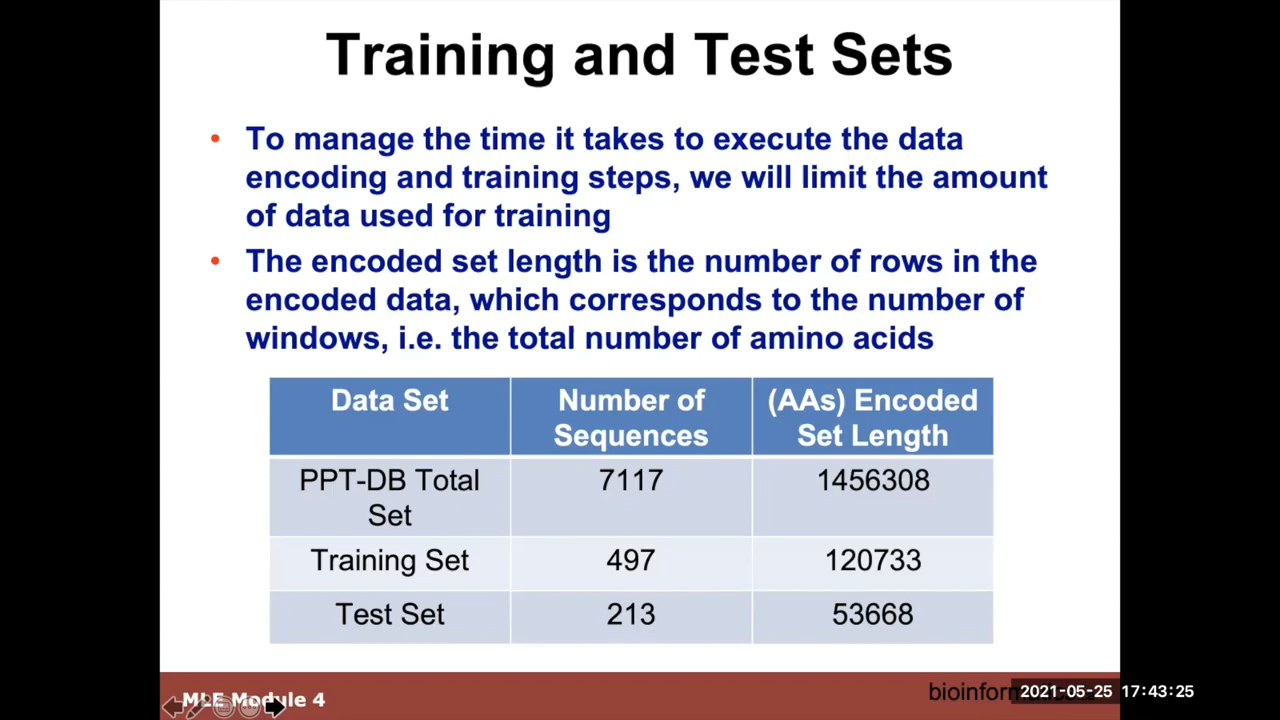 Training and Test Sets
• To manage the time it takes to execute the data
encoding and training steps, we will limit the amount
of data used for training
• The encoded set length is the number of rows in the
encoded data, which corresponds to the number of
windows, i.e. the total number of amino acids
Data Set
Number of
Sequences
(AAs) Encoded
Set Length
PPT-DB Total
Set
7117
1456308
Training Set
497
120733
Test Set
213
53668
MLE Module 4
2021-05-25 17:43:25